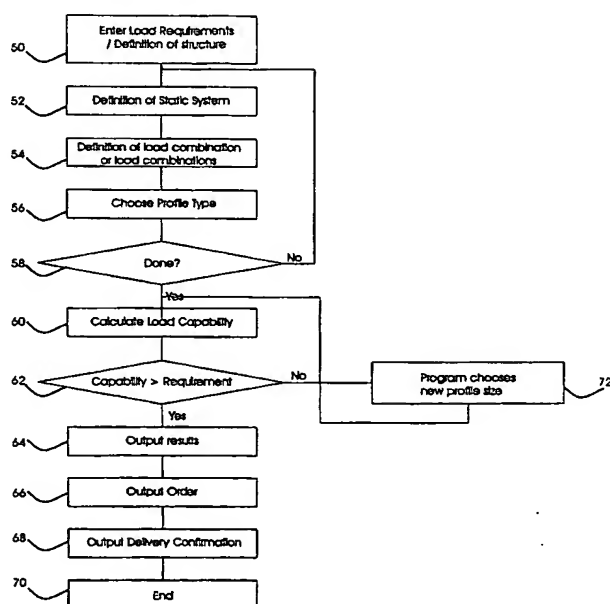 50
Enter Load Requirements
/ Definition of structure
52
Definition of Static System
54
Definition of load combination
or load combinations
56
Choose Profile Type
58
Done?
No
Yes
60
Calculate Load Capability
62
Capability > Requirement
No
Program chooses
new profile size
72
Yes
64
Output results
66
Output Order
68
Output Delivery Confirmation
70
End